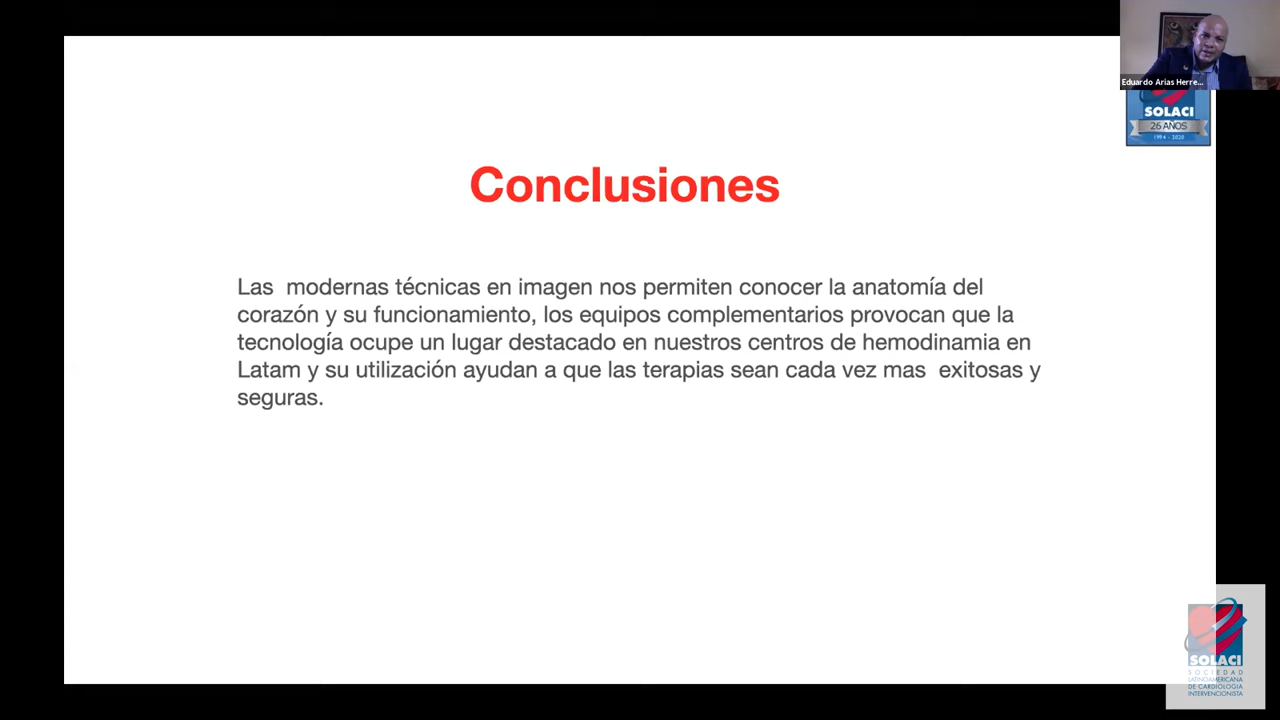 Eduardo Arias Herre...
SOLACI
26 AÑOS
1994 - 2020
Conclusiones
Las modernas técnicas en imagen nos permiten conocer la anatomía del
corazón y su funcionamiento, los equipos complementarios provocan que la
tecnología ocupe un lugar destacado en nuestros centros de hemodinamia en
Latam y su utilización ayudan a que las terapias sean cada vez mas exitosas y
seguras.
SOLACI
SOCIEDAD
LATINOAMERICANA
DE CARDIOLOGIA
INTERVENCIONISTA